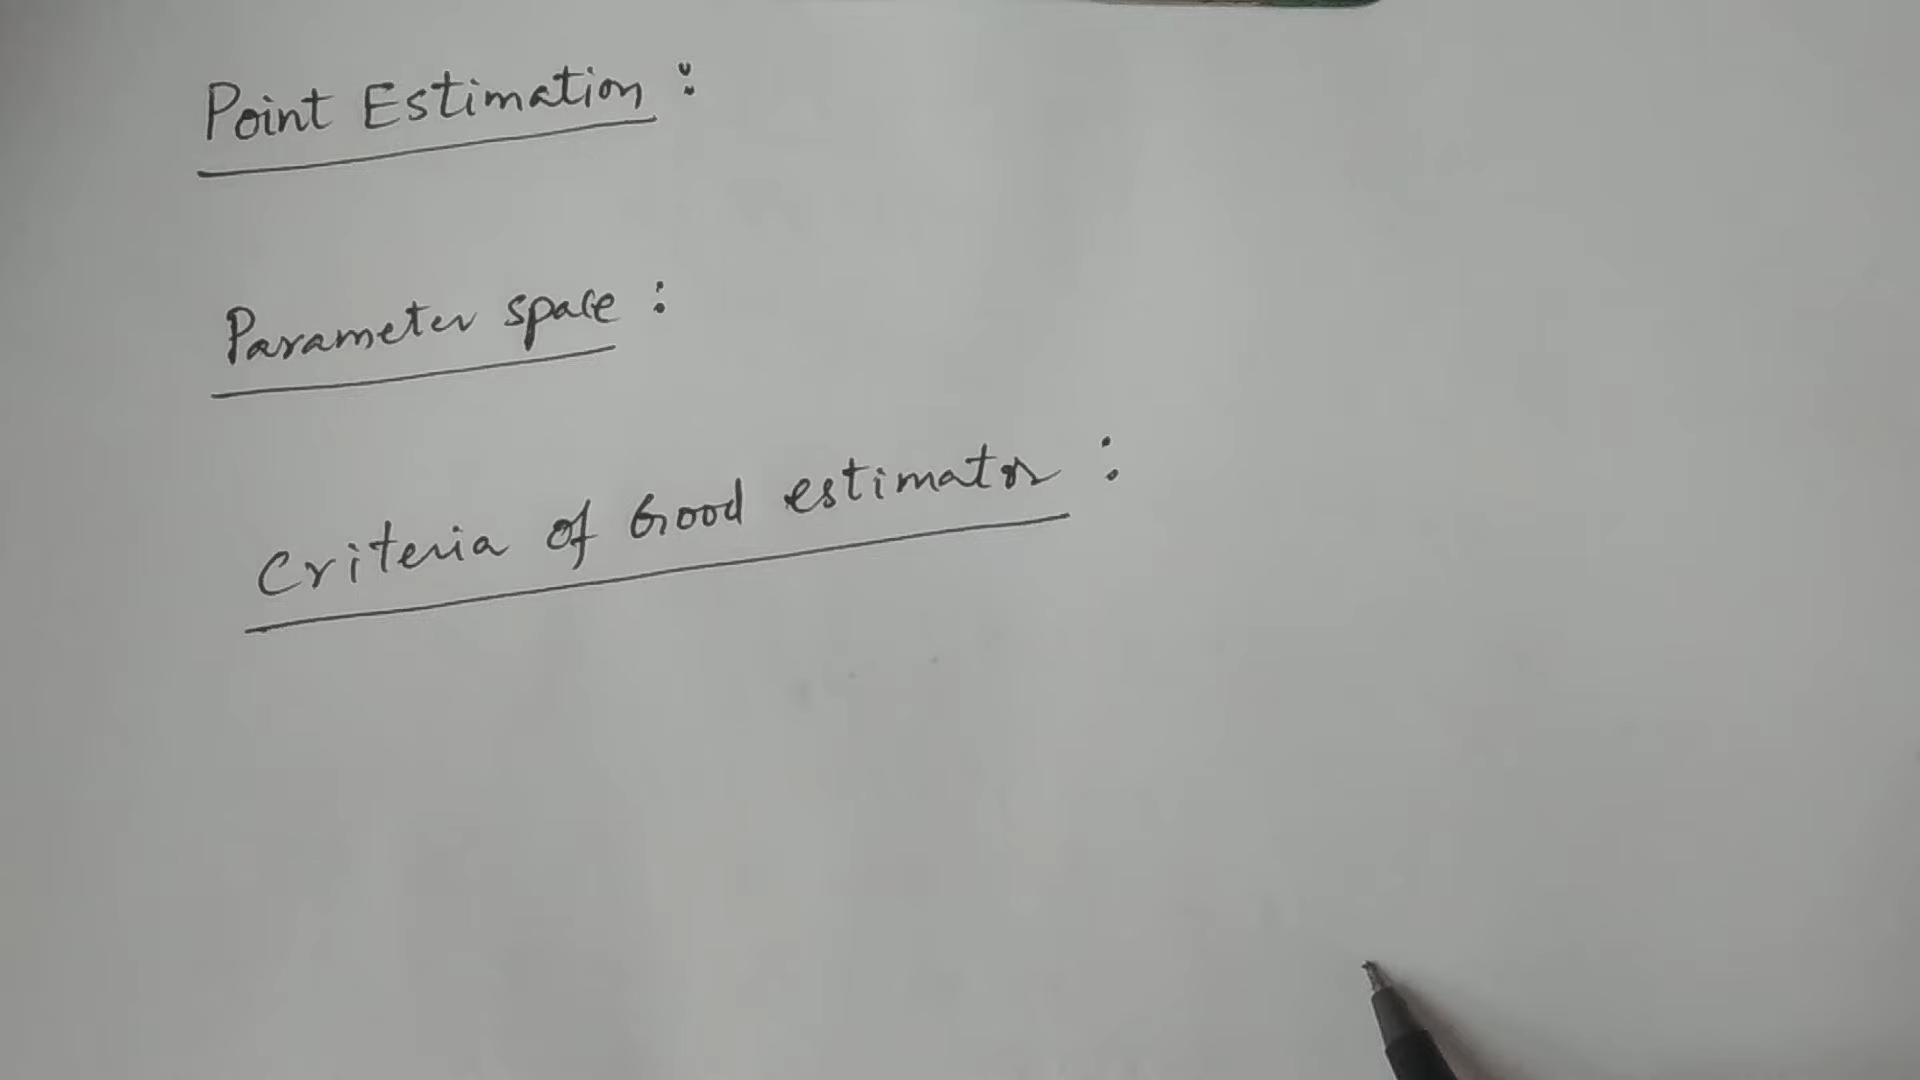 Point Estimation :
Parameter space :
Criteria of Good estimator :